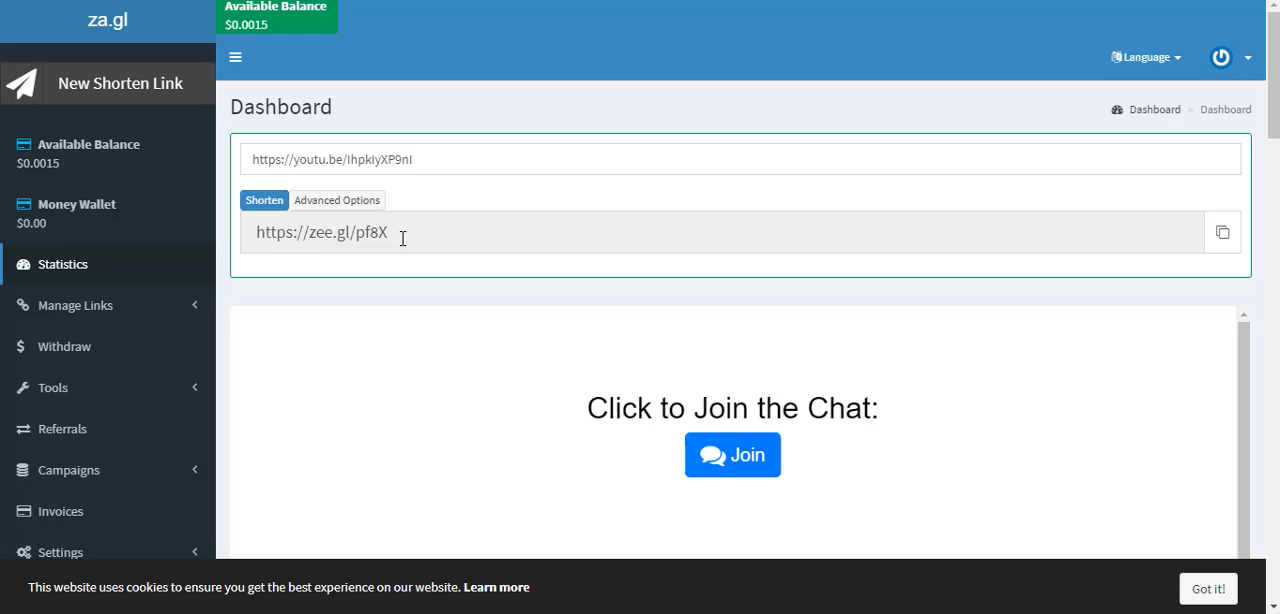 za.gl
Available Balance
$0.0015
Language
New Shorten Link
Dashboard
Dashboard > Dashboard
Available Balance
$0.0015
https://youtu.be/IhpkIyXP9nI
Shorten
Advanced Options
Money Wallet
$0.00
https://zee.gl/pf8X
Statistics
Manage Links
Withdraw
Tools
Referrals
Campaigns
Invoices
Settings
Click to Join the Chat:
Join
This website uses cookies to ensure you get the best experience on our website. Learn more
Got it!